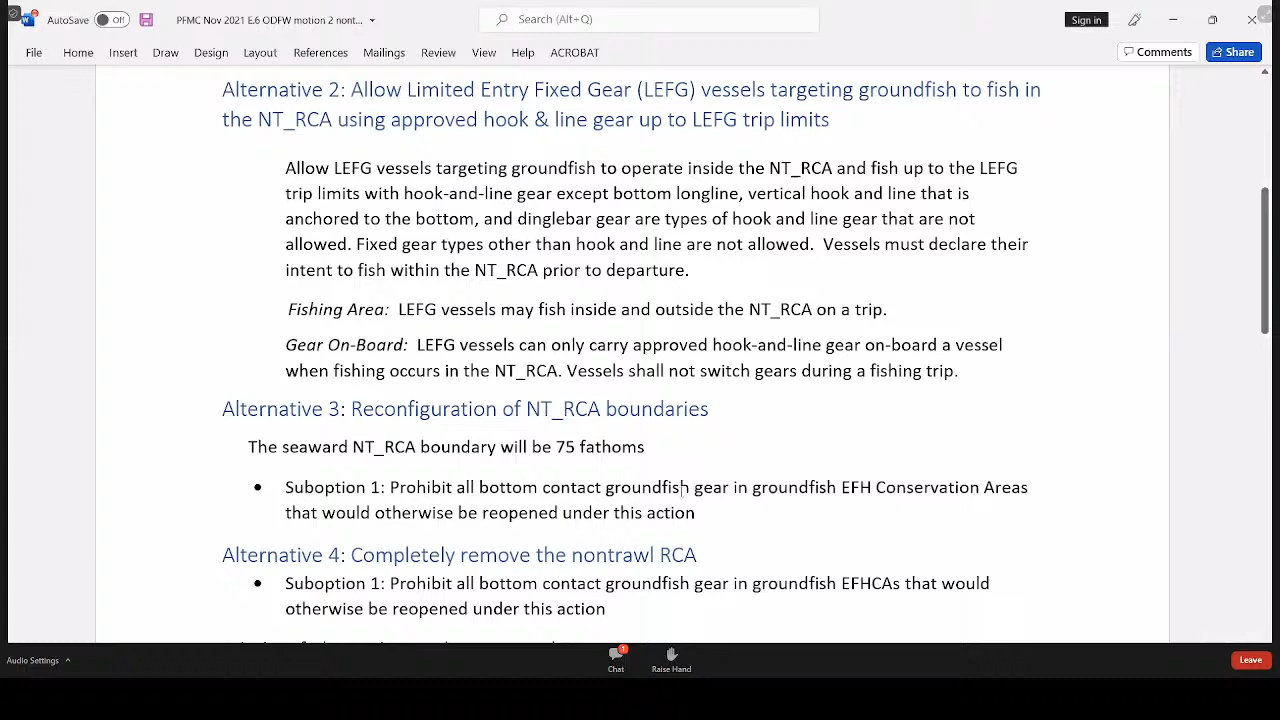 AutoSave Off PFMC Nov 2021 E.6 ODFW motion 2 nont... Search (Alt+Q) Sign in
File Home Insert Draw Design Layout References Mailings Review View Help ACROBAT Comments Share
Alternative 2: Allow Limited Entry Fixed Gear (LEFG) vessels targeting groundfish to fish in
the NT_RCA using approved hook & line gear up to LEFG trip limits
Allow LEFG vessels targeting groundfish to operate inside the NT_RCA and fish up to the LEFG
trip limits with hook-and-line gear except bottom longline, vertical hook and line that is
anchored to the bottom, and dinglebar gear are types of hook and line gear that are not
allowed. Fixed gear types other than hook and line are not allowed. Vessels must declare their
intent to fish within the NT_RCA prior to departure.
Fishing Area: LEFG vessels may fish inside and outside the NT_RCA on a trip.
Gear On-Board: LEFG vessels can only carry approved hook-and-line gear on-board a vessel
when fishing occurs in the NT_RCA. Vessels shall not switch gears during a fishing trip.
Alternative 3: Reconfiguration of NT_RCA boundaries
The seaward NT_RCA boundary will be 75 fathoms
• Suboption 1: Prohibit all bottom contact groundfish gear in groundfish EFH Conservation Areas
that would otherwise be reopened under this action
Alternative 4: Completely remove the nontrawl RCA
• Suboption 1: Prohibit all bottom contact groundfish gear in groundfish EFHCAs that would
otherwise be reopened under this action
Audio Settings Chat 1 Raise Hand Leave